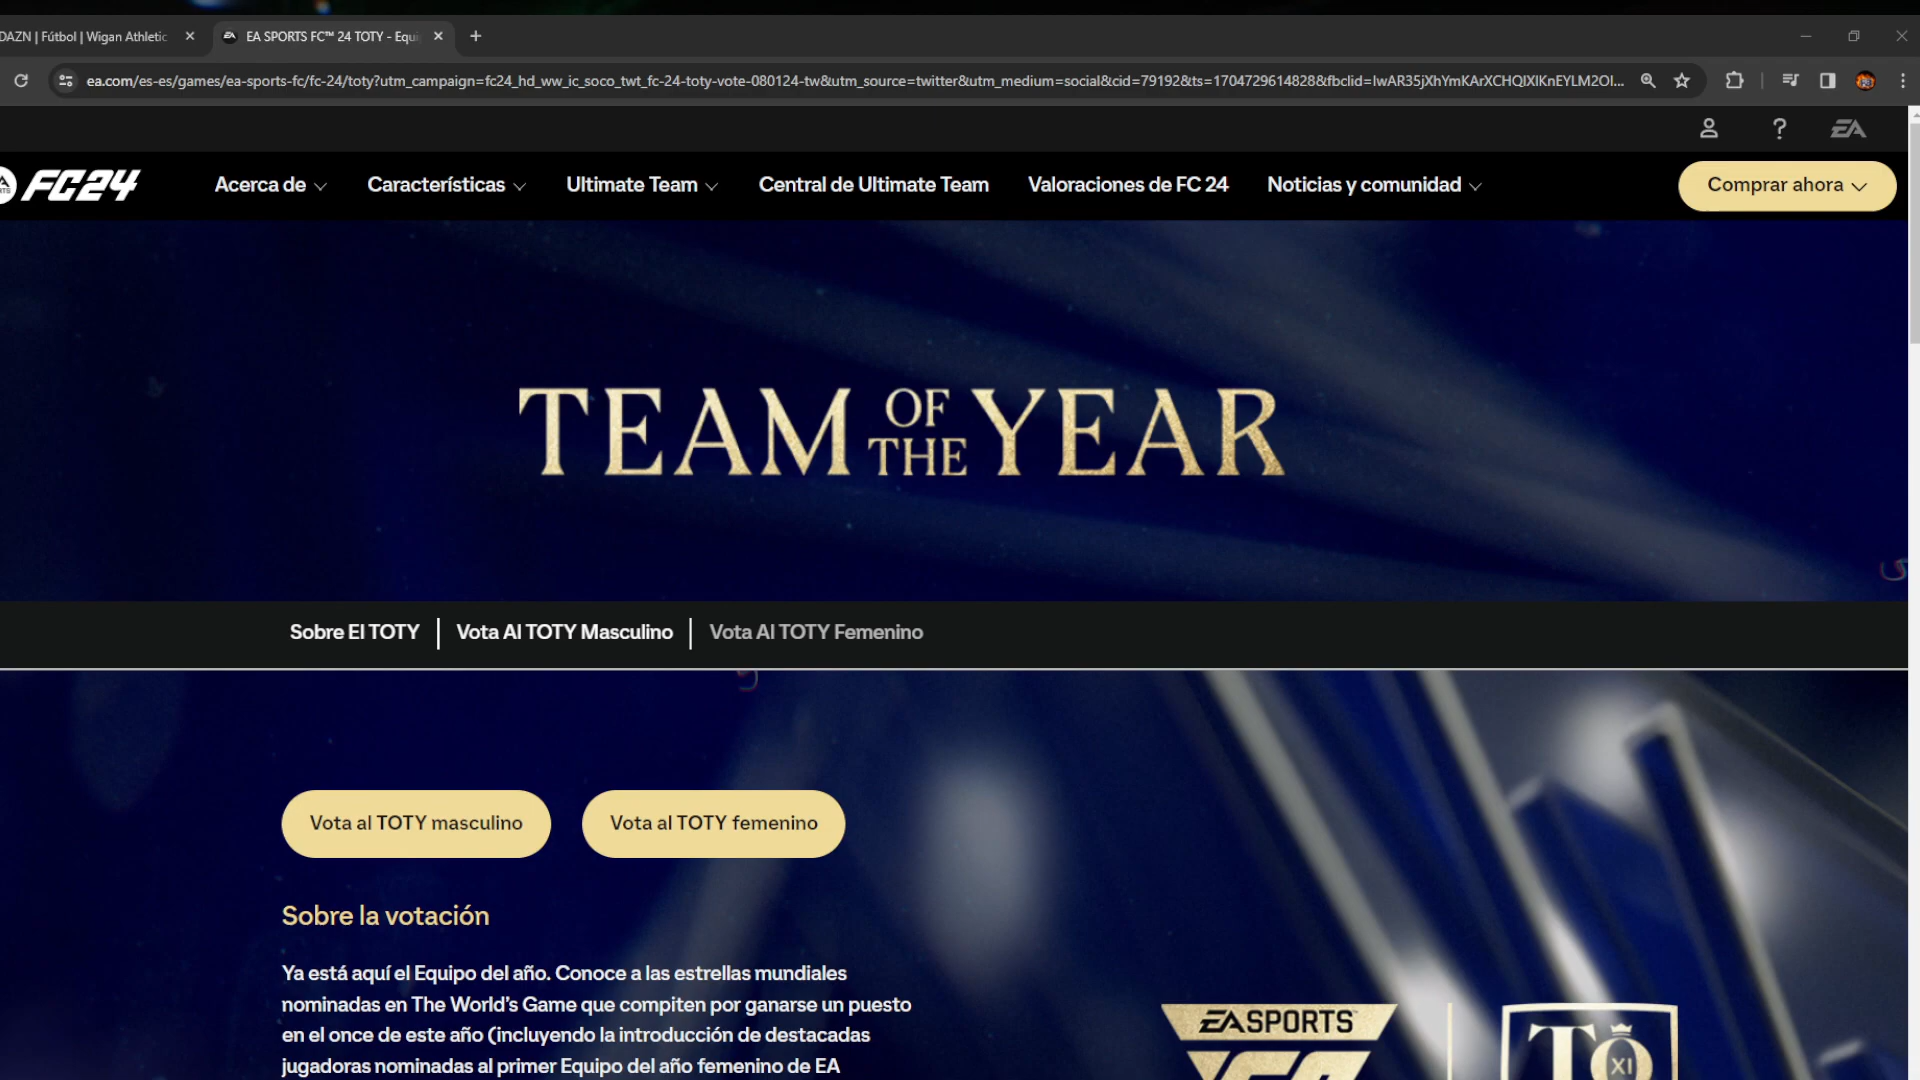 DAZN | Fútbol | Wigan Athletic
EA SPORTS FC™ 24 TOTY - Equi
ea.com/es-es/games/ea-sports-fc/fc-24/toty?utm_campaign=fc24_hd_ww_ic_soco_twt_fc-24-toty-vote-080124-tw&utm_source=twitter&utm_medium=social&cid=79192&ts=1704729614828&fbclid=IwAR35jXhYmKArXCHQIXlKnEYLM2OI...
FC24
Acerca de
Características
Ultimate Team
Central de Ultimate Team
Valoraciones de FC 24
Noticias y comunidad
Comprar ahora
TEAM OF THE YEAR
Sobre El TOTY
Vota Al TOTY Masculino
Vota Al TOTY Femenino
Vota al TOTY masculino
Vota al TOTY femenino
Sobre la votación
Ya está aquí el Equipo del año. Conoce a las estrellas mundiales
nominadas en The World's Game que compiten por ganarse un puesto
en el once de este año (incluyendo la introducción de destacadas
jugadoras nominadas al primer Equipo del año femenino de EA
EA SPORTS
TO
XI